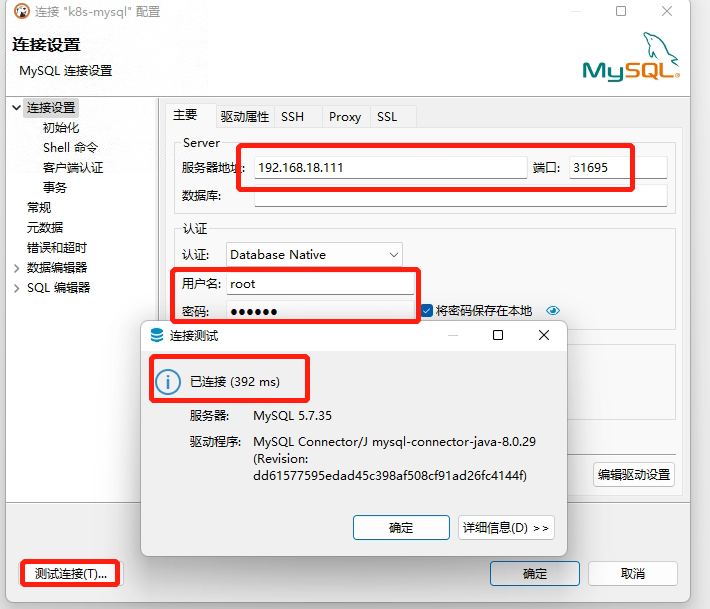 连接 "k8s-mysql" 配置
连接设置
MySQL 连接设置
MySQL®
连接设置
初始化
Shell 命令
客户端认证
事务
常规
元数据
错误和超时
数据编辑器
SQL 编辑器
主要 驱动属性 SSH Proxy SSL
Server
服务器地址: 192.168.18.111 端口: 31695
数据库:
认证
认证: Database Native
用户名: root
密码: ●●●●●● 将密码保存在本地
连接测试
已连接 (392 ms)
服务器: MySQL 5.7.35
驱动程序: MySQL Connector/J mysql-connector-java-8.0.29
(Revision:
dd61577595edad45c398af508cf91ad26fc4144f)
确定 详细信息(D) >>
编辑驱动设置
测试连接(T)... 确定 取消